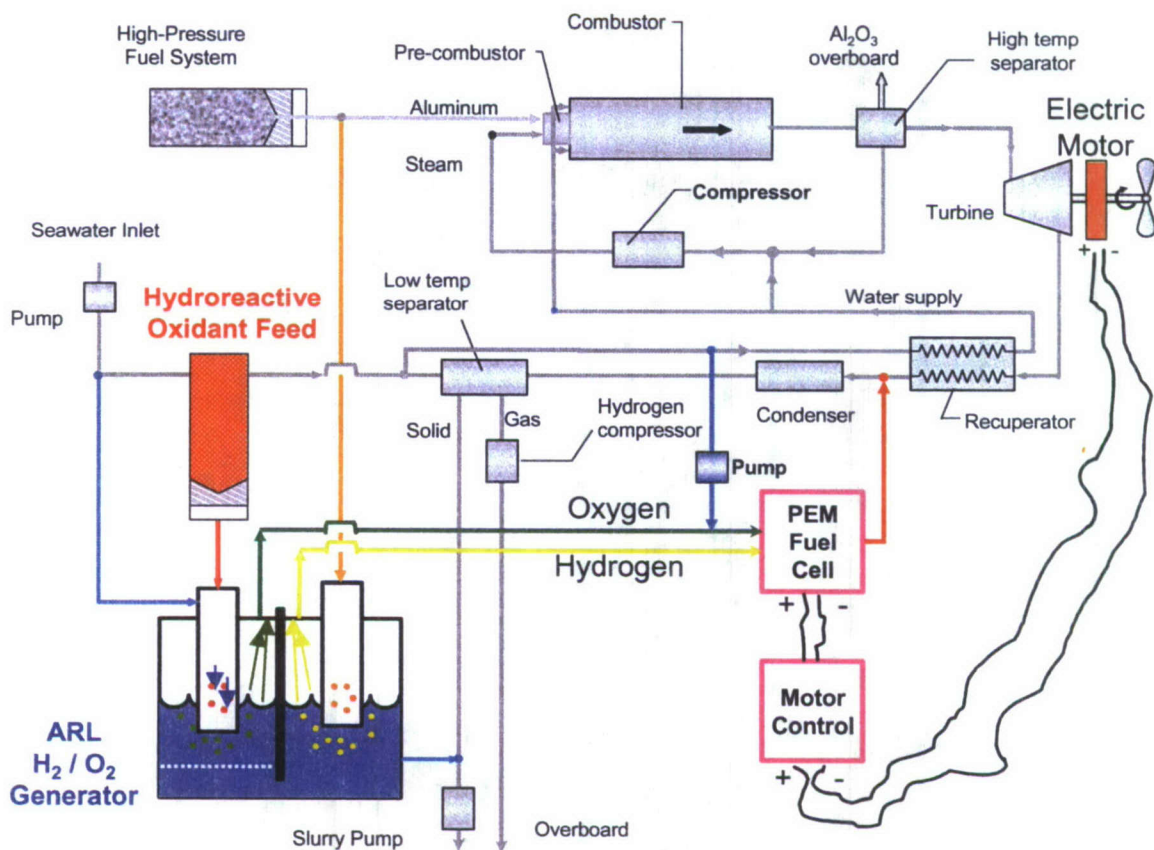 High-Pressure
Fuel System
Pre-combustor
Combustor
Al₂O₃
overboard
High temp
separator
Aluminum
Electric
Motor
Steam
Compressor
Turbine
+ -
Seawater Inlet
Pump
Hydroreactive
Oxidant Feed
Low temp
separator
Water supply
Solid
Gas
Hydrogen
compressor
Condenser
Recuperator
Pump
Oxygen
Hydrogen
PEM
Fuel
Cell
+ -
Motor
Control
+ -
ARL
H₂ / O₂
Generator
Slurry Pump
Overboard